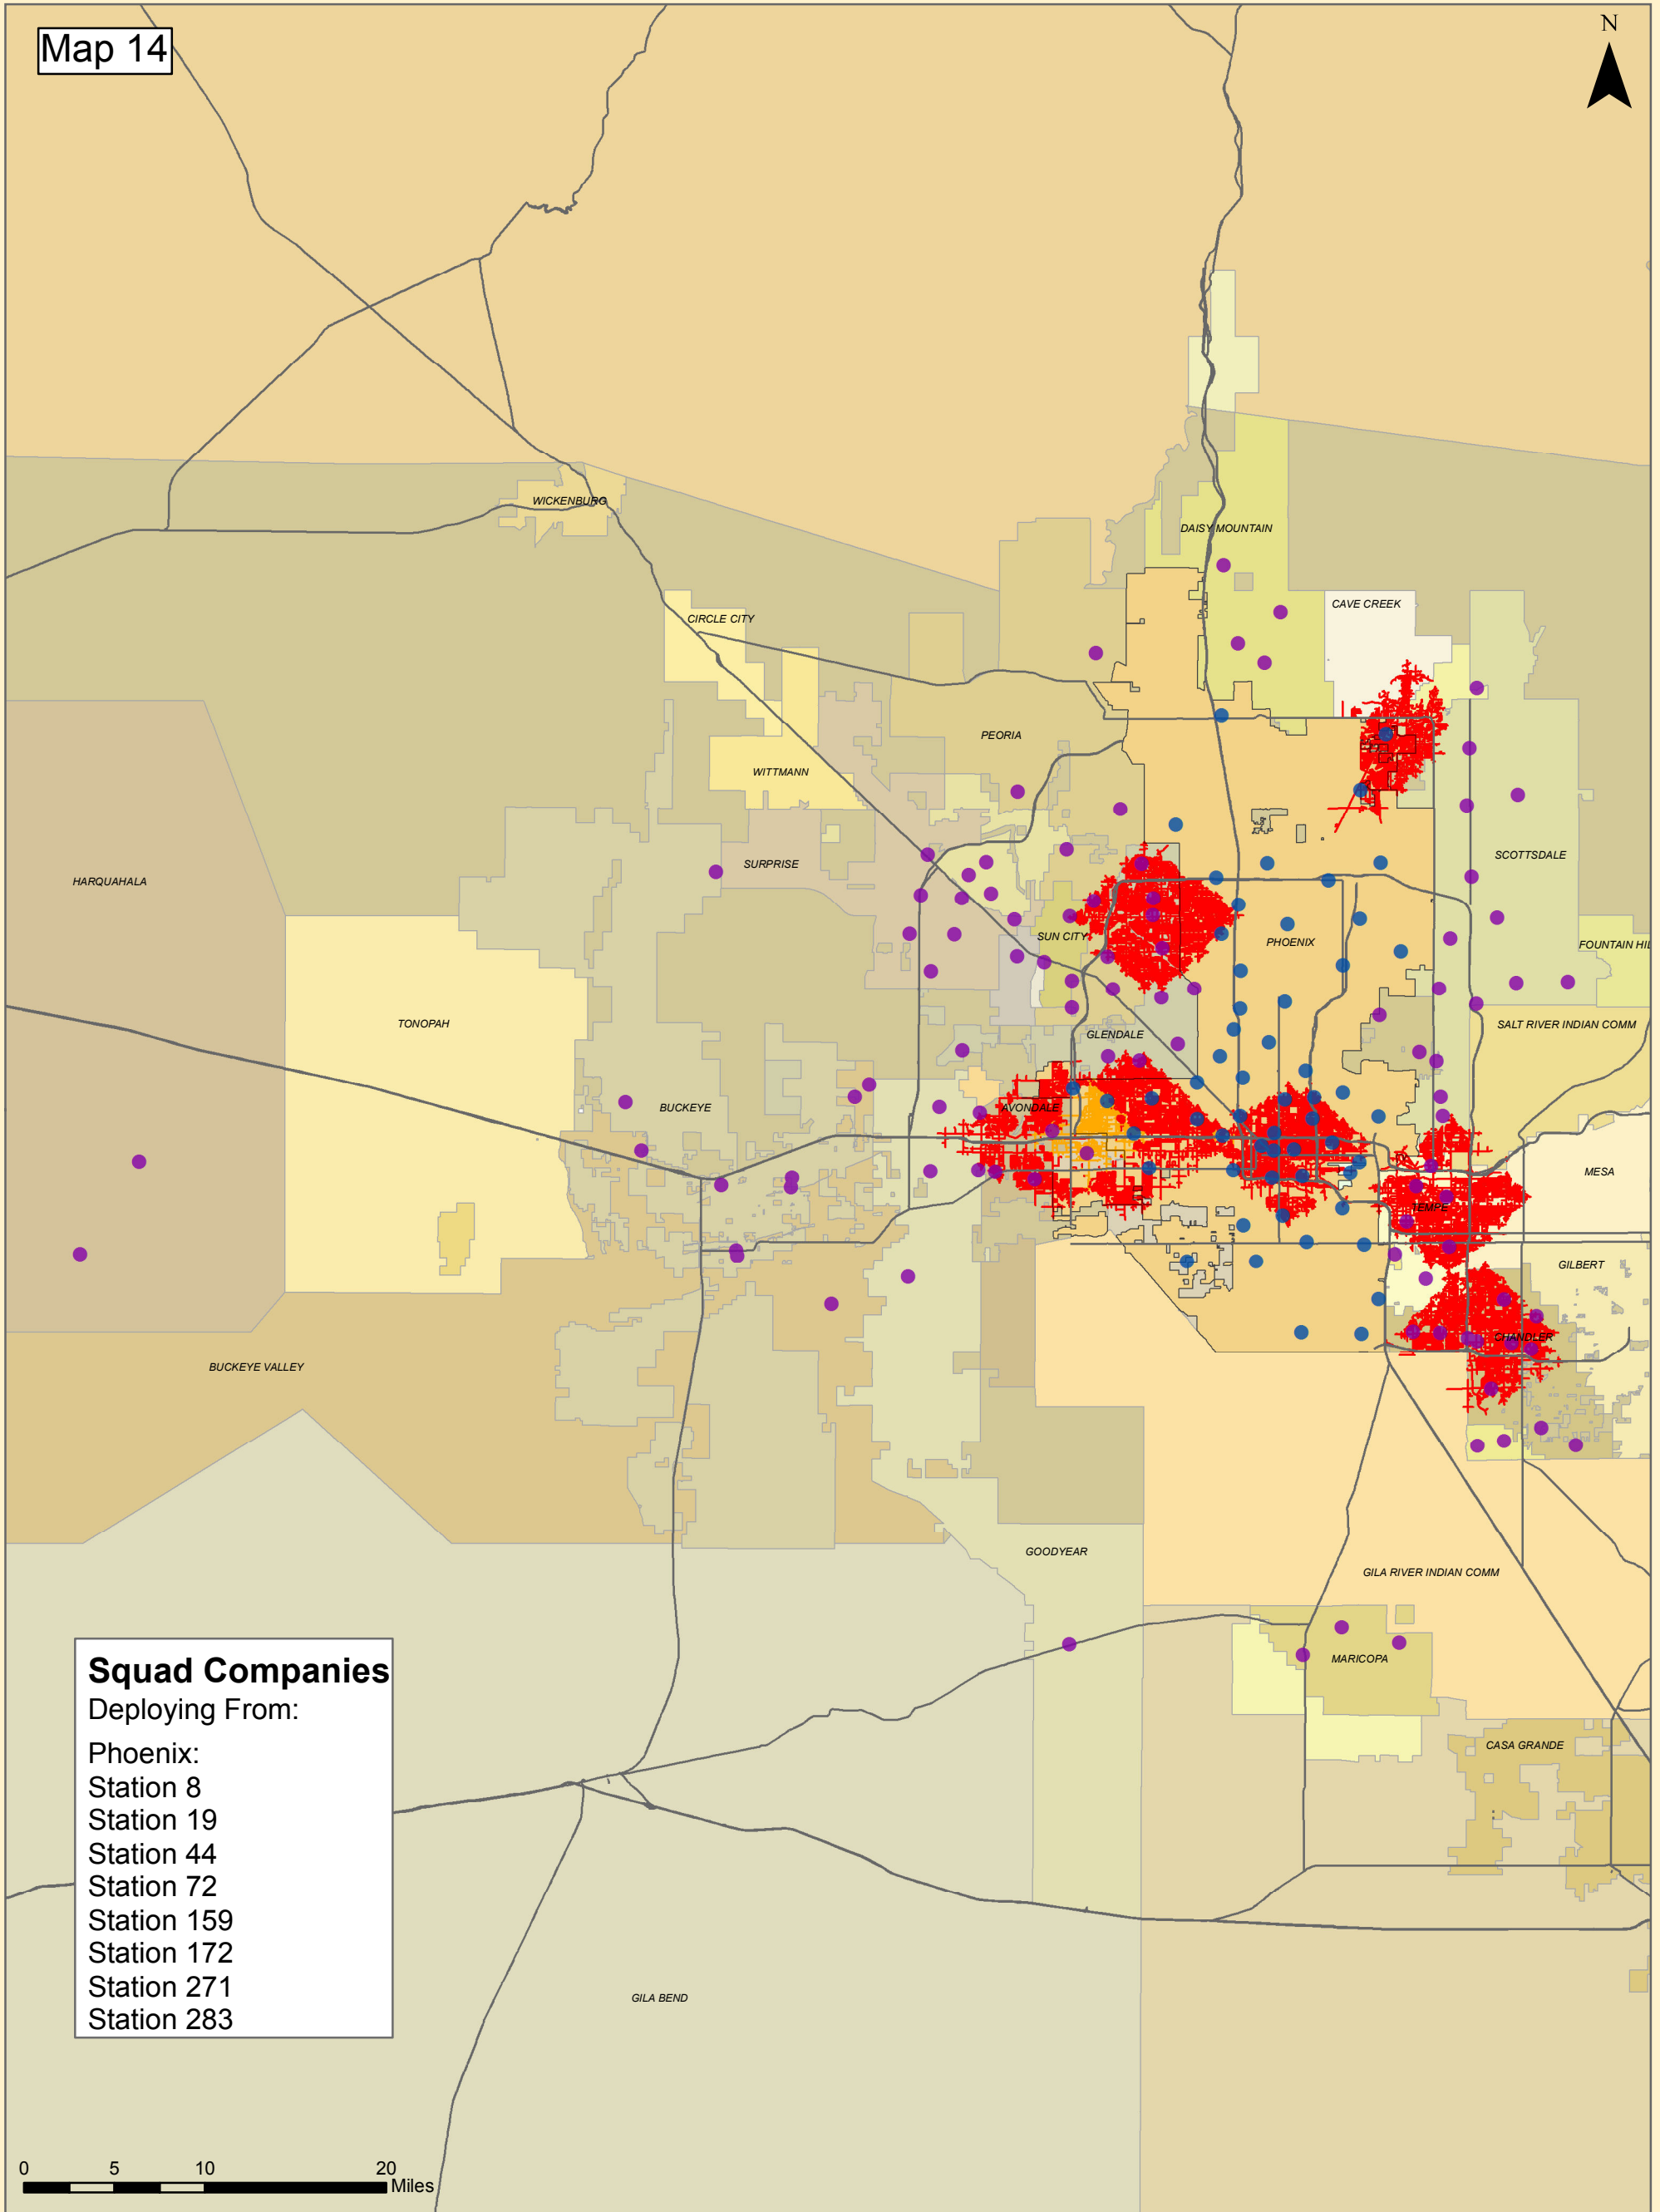 Map 14
N
WICKENBURG
DAISY MOUNTAIN
CAVE CREEK
CIRCLE CITY
PEORIA
WITTMANN
SURPRISE
SCOTTSDALE
HARQUAHALA
SUN CITY
PHOENIX
FOUNTAIN HIL
TONOPAH
GLENDALE
SALT RIVER INDIAN COMM
BUCKEYE
AVONDALE
MESA
TEMPE
GILBERT
CHANDLER
BUCKEYE VALLEY
GOODYEAR
GILA RIVER INDIAN COMM
MARICOPA
CASA GRANDE
GILA BEND
Squad Companies
Deploying From:
Phoenix:
Station 8
Station 19
Station 44
Station 72
Station 159
Station 172
Station 271
Station 283
0 5 10 20
Miles